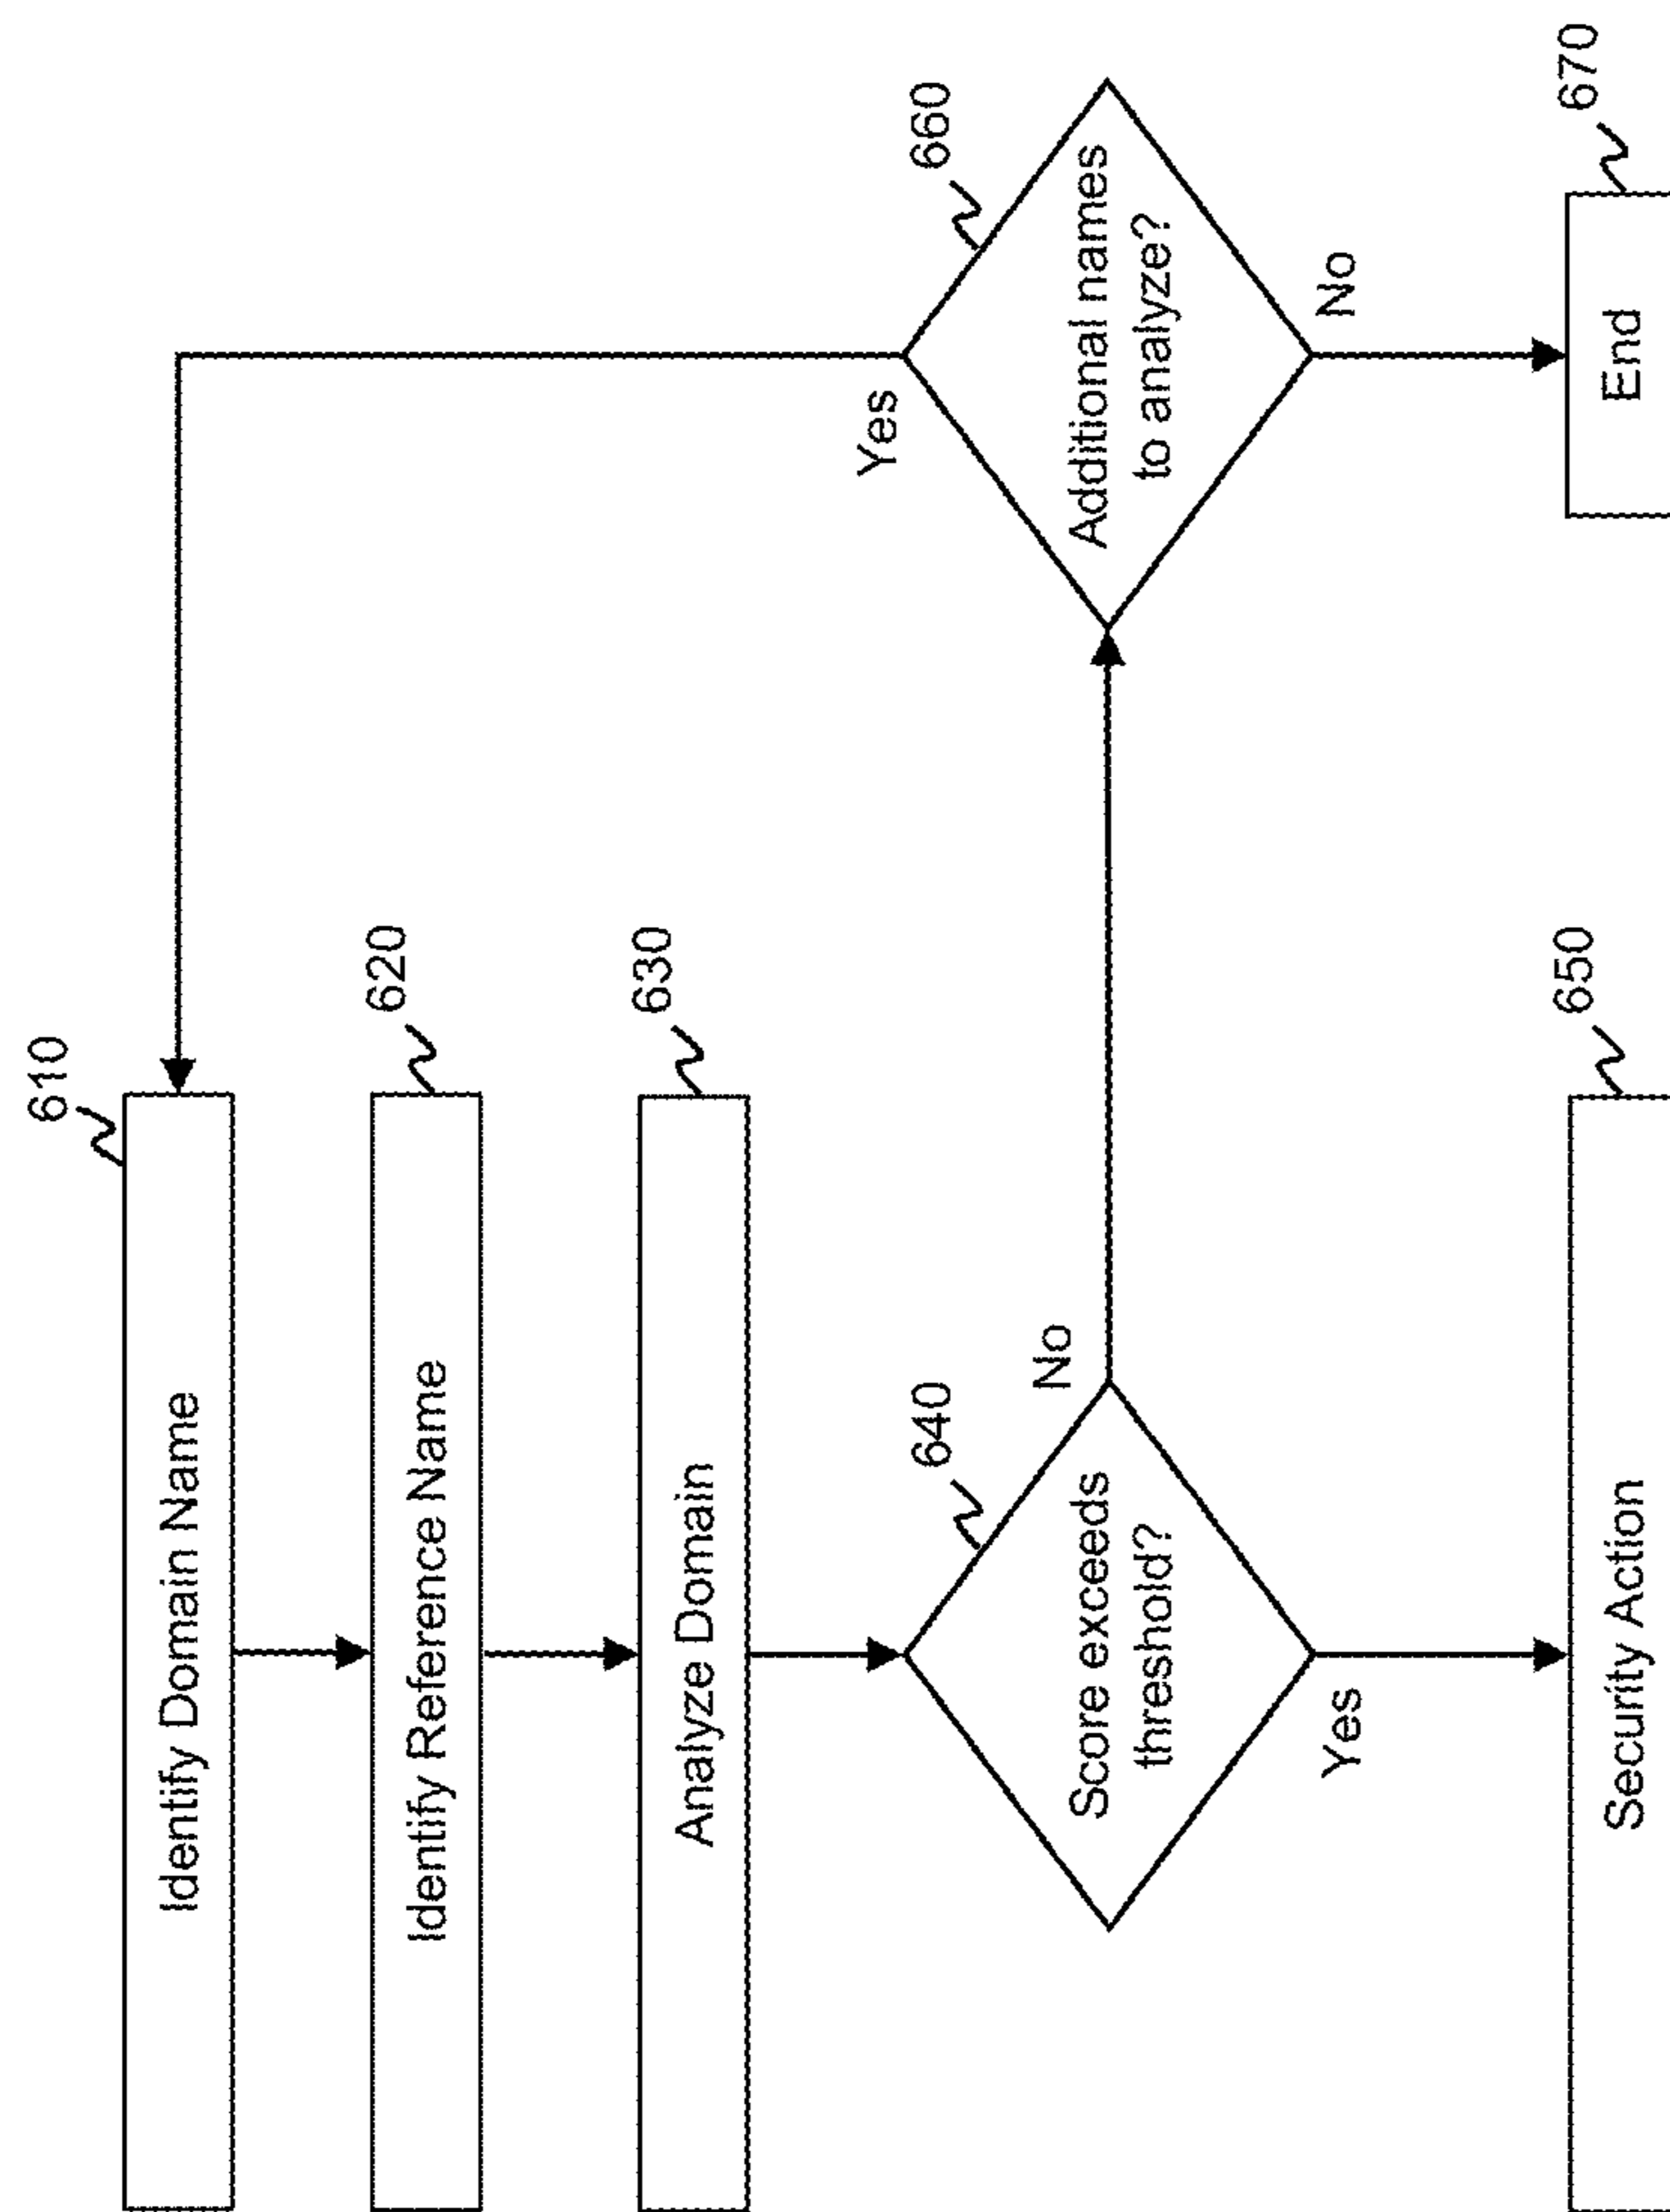 610
Identify Domain Name
620
Identify Reference Name
630
Analyze Domain
640
Score exceeds
threshold?
No
Yes
650
Security Action
660
Additional names
to analyze?
Yes
No
670
End